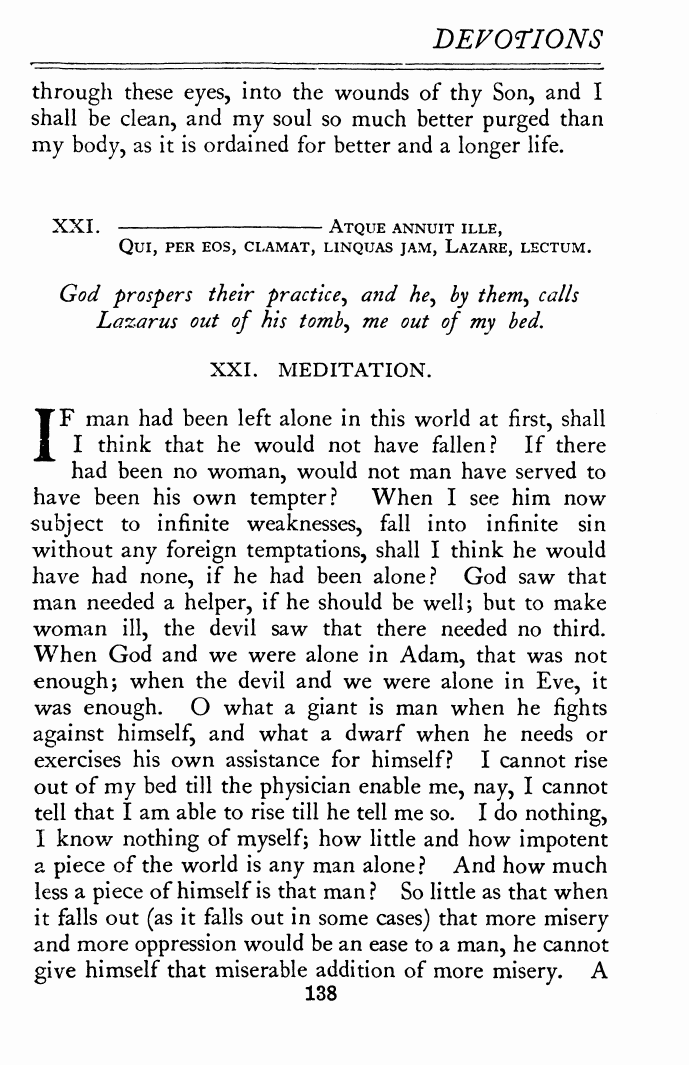 DEVOTIONS
through these eyes, into the wounds of thy Son, and I
shall be clean, and my soul so much better purged than
my body, as it is ordained for better and a longer life.
XXI. ——————— ATQUE ANNUIT ILLE,
QUI, PER EOS, CLAMAT, LINQUAS JAM, LAZARE, LECTUM.
God prospers their practice, and he, by them, calls
Lazarus out of his tomb, me out of my bed.
XXI. MEDITATION.
IF man had been left alone in this world at first, shall
I think that he would not have fallen? If there
had been no woman, would not man have served to
have been his own tempter? When I see him now
subject to infinite weaknesses, fall into infinite sin
without any foreign temptations, shall I think he would
have had none, if he had been alone? God saw that
man needed a helper, if he should be well; but to make
woman ill, the devil saw that there needed no third.
When God and we were alone in Adam, that was not
enough; when the devil and we were alone in Eve, it
was enough. O what a giant is man when he fights
against himself, and what a dwarf when he needs or
exercises his own assistance for himself? I cannot rise
out of my bed till the physician enable me, nay, I cannot
tell that I am able to rise till he tell me so. I do nothing,
I know nothing of myself; how little and how impotent
a piece of the world is any man alone? And how much
less a piece of himself is that man? So little as that when
it falls out (as it falls out in some cases) that more misery
and more oppression would be an ease to a man, he cannot
give himself that miserable addition of more misery. A
138